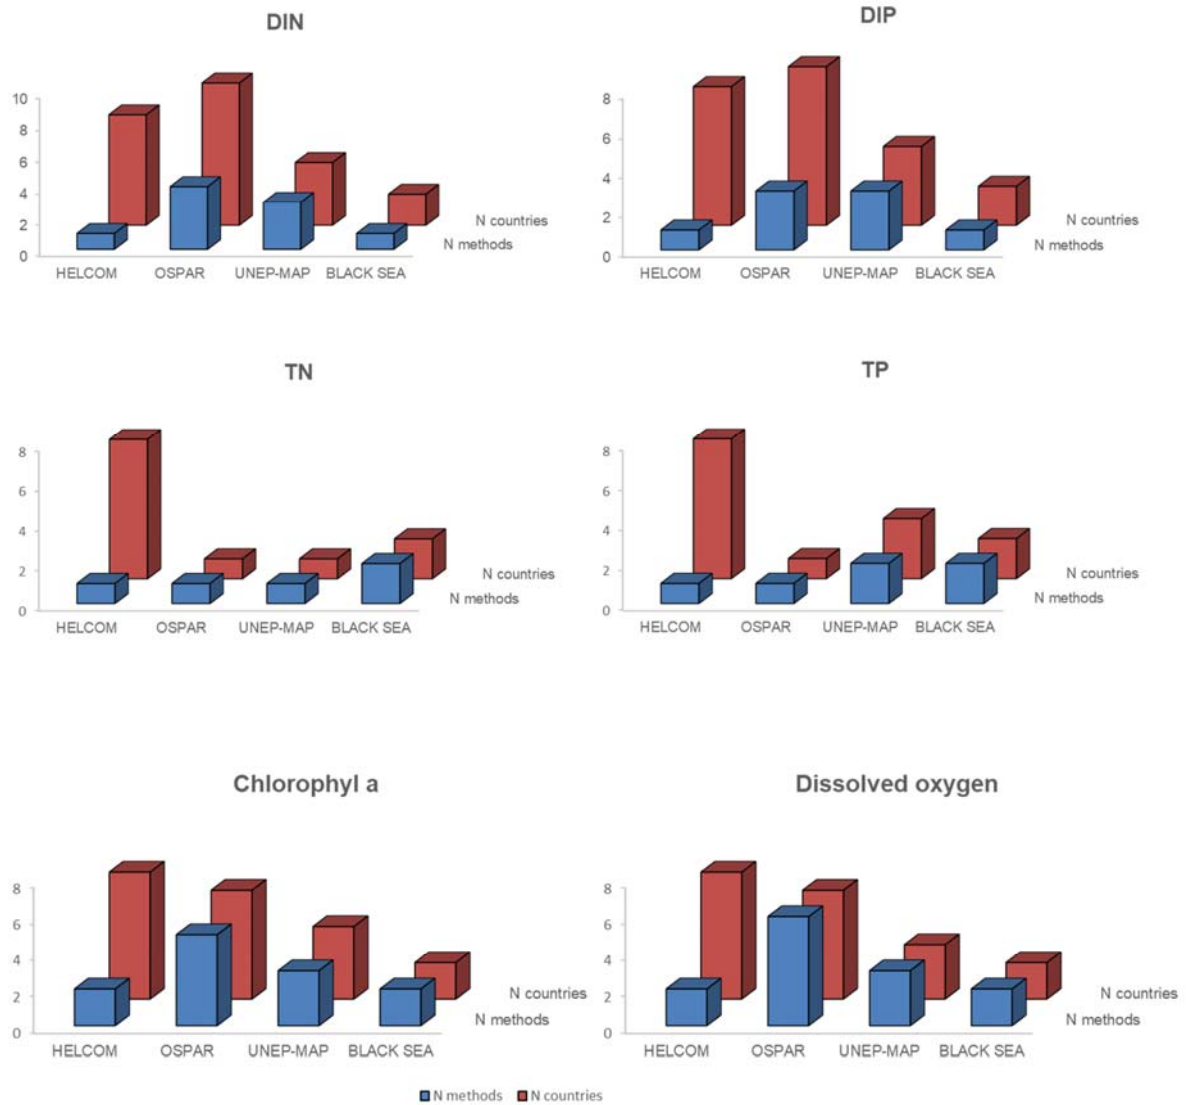 DIN
10
8
6
4
2
0
N countries
N methods
HELCOM OSPAR UNEP-MAP BLACK SEA
DIP
8
6
4
2
0
N countries
N methods
HELCOM OSPAR UNEP-MAP BLACK SEA
TN
8
6
4
2
0
N countries
N methods
HELCOM OSPAR UNEP-MAP BLACK SEA
TP
8
6
4
2
0
N countries
N methods
HELCOM OSPAR UNEP-MAP BLACK SEA
Chlorophyl a
8
6
4
2
0
N countries
N methods
HELCOM OSPAR UNEP-MAP BLACK SEA
Dissolved oxygen
8
6
4
2
0
N countries
N methods
HELCOM OSPAR UNEP-MAP BLACK SEA
N methods N countries